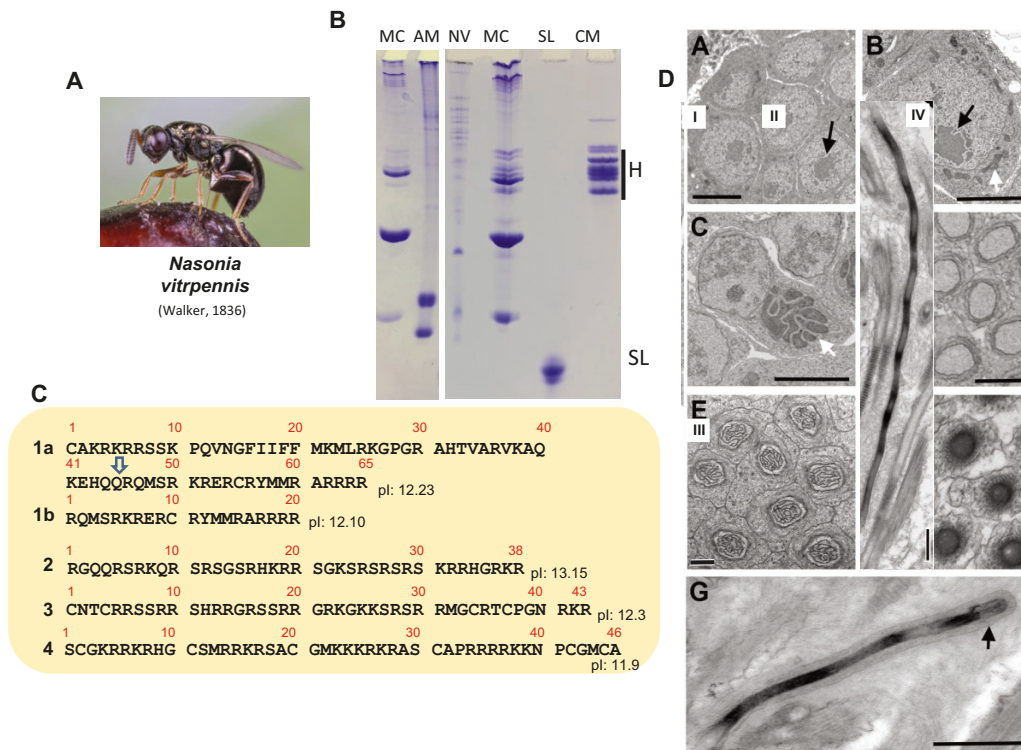 A
Nasonia
vitrpennis
(Walker, 1836)
B
MC AM NV MC SL CM
H
SL
C
1 10 20 30 40
1a CAKRKRRSSK PQVNGFIIFF MKMLRKGPGR AHTVARVKAQ
41 50 60 65
KEHQQRQMSR KRERCRYMMR ARRRR pI: 12.23
1 10 20
1b RQMSRKRERC RYMMRARRRR pI: 12.10
1 10 20 30 38
2 RGQQRSRKQR SRSGSRHKRR SGKSRSRSRS KRRHGRKR pI: 13.15
1 10 20 30 40 43
3 CNTCRRSSRR SHRRGRSSRR GRKGKKSRSR RMGCRTCPGN RKR pI: 12.3
1 10 20 30 40 46
4 SCGKRRKRHG CSMRRKRSAC GMKKKRKRAS CAPRRRRKKN PCGMCA
pI: 11.9
D
A B
I II IV
C
E
III
G